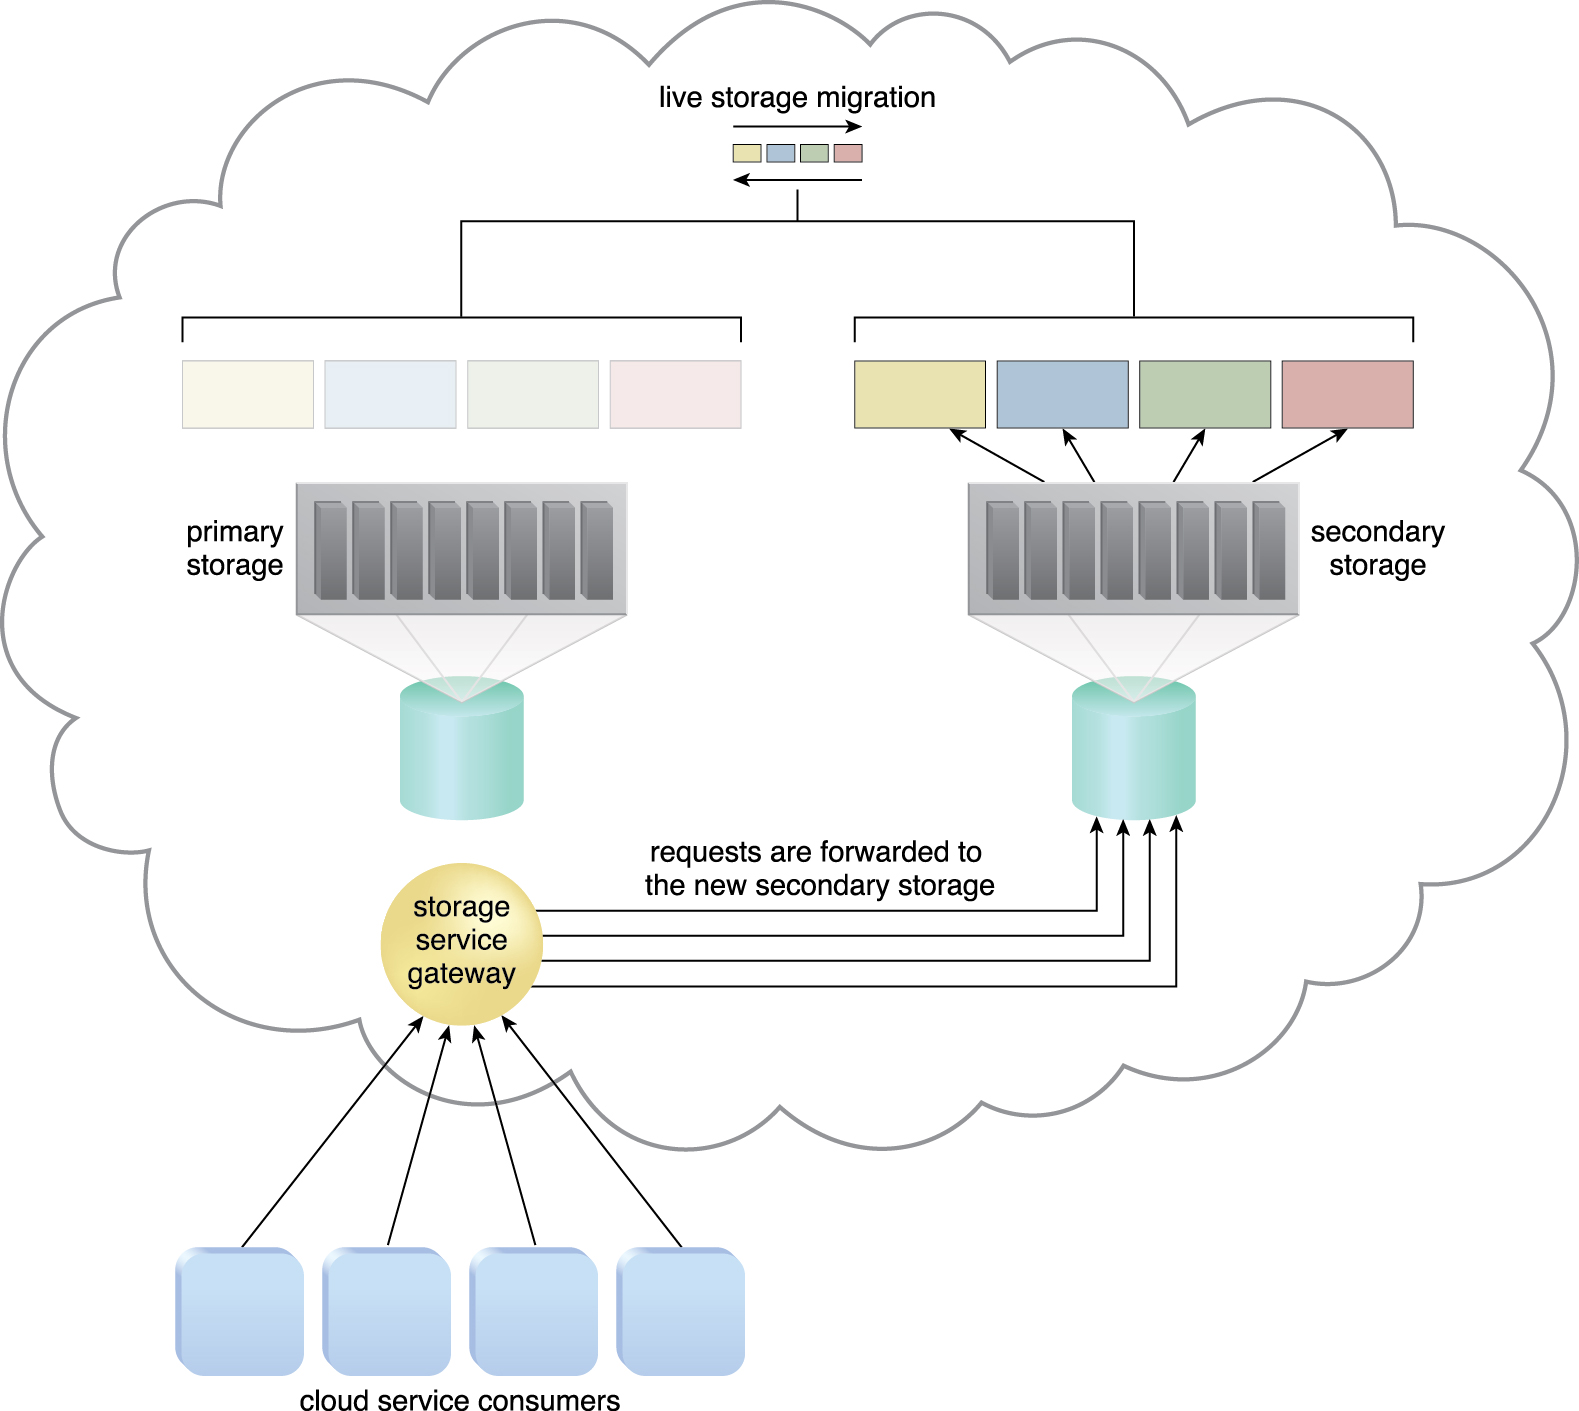 live storage migration
primary
storage
secondary
storage
requests are forwarded to
the new secondary storage
storage
service
gateway
cloud service consumers